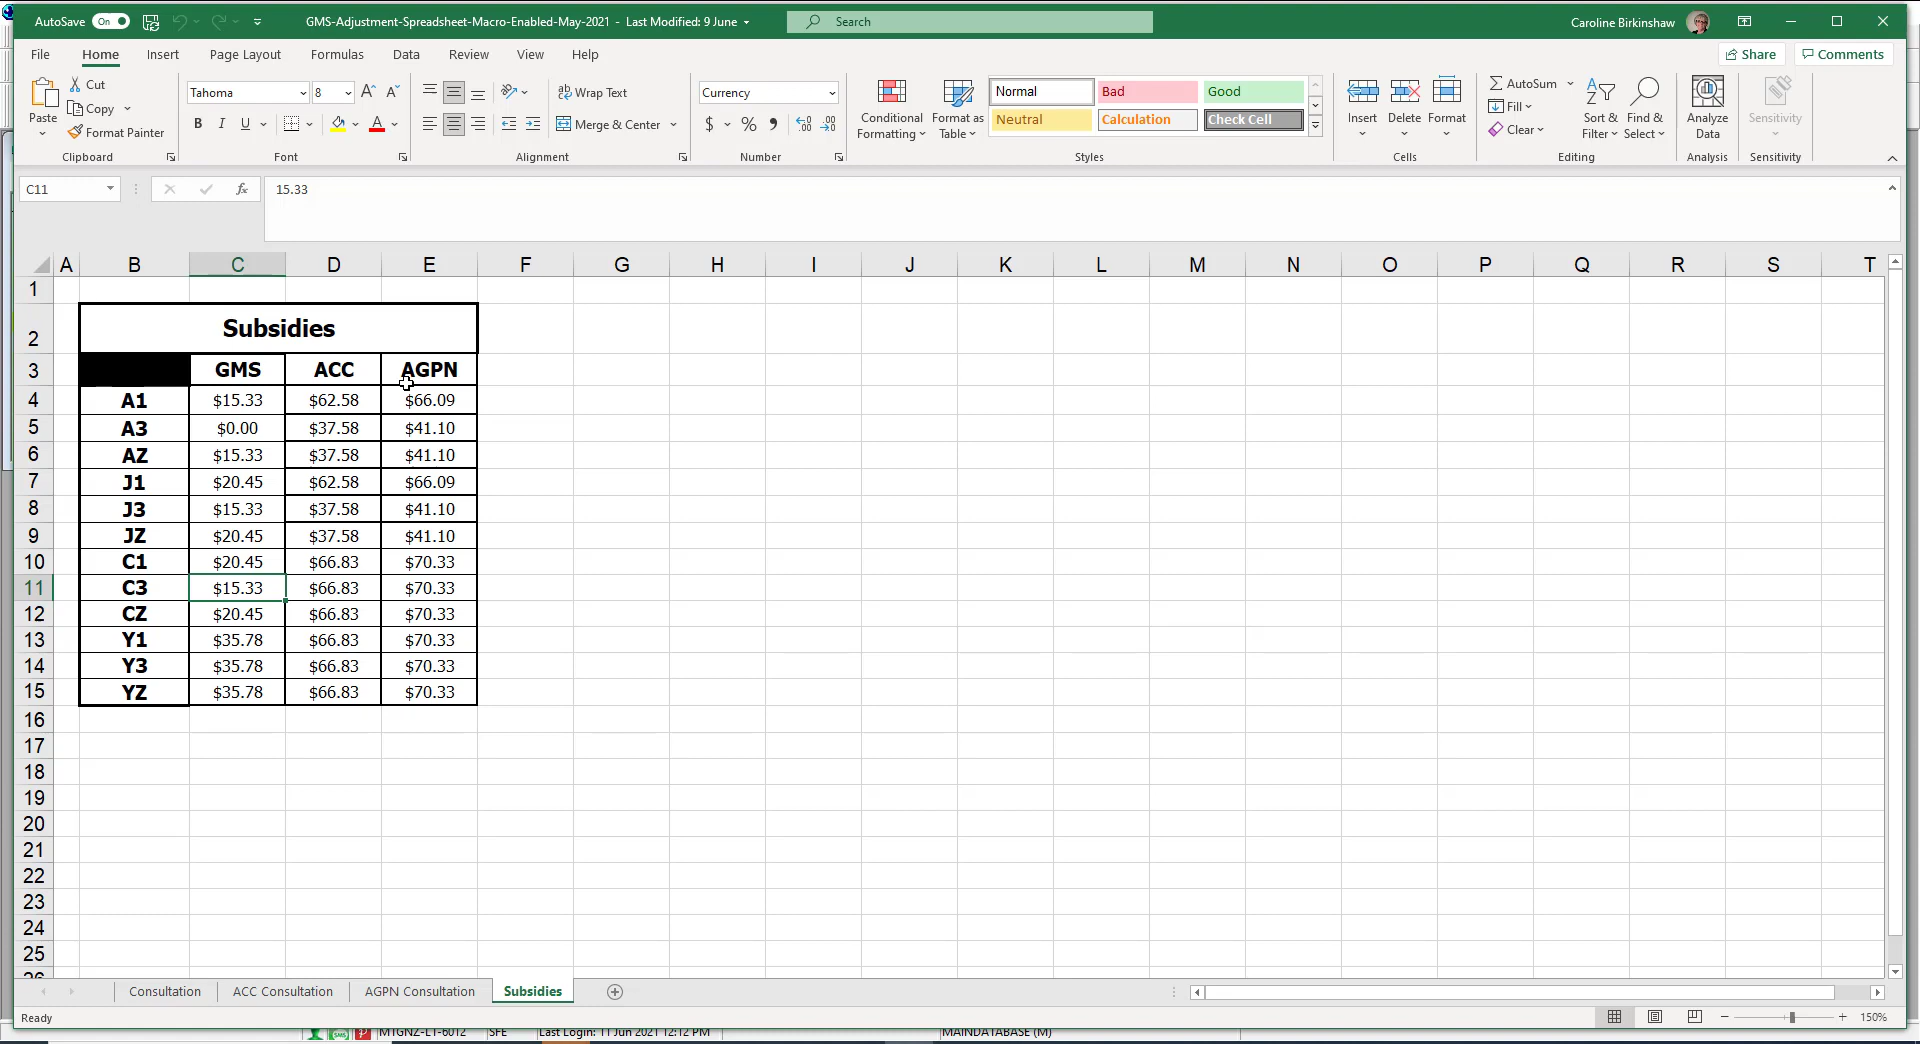 AutoSave On GMS-Adjustment-Spreadsheet-Macro-Enabled-May-2021 - Last Modified: 9 June Search Caroline Birkinshaw
File Home Insert Page Layout Formulas Data Review View Help Share Comments
Paste Cut Copy Format Painter Clipboard
Tahoma 8 B I U A Font
Wrap Text Merge & Center Alignment
Currency $ % Number
Conditional Formatting Format as Table Normal Bad Good Neutral Calculation Check Cell Styles
Insert Delete Format Cells
AutoSum Fill Clear Sort & Filter Find & Select Editing
Analyze Data Analysis Sensitivity Sensitivity
C11 fx 15.33
A B C D E F G H I J K L M N O P Q R S T
1
2 Subsidies
3 GMS ACC AGPN
4 A1 $15.33 $62.58 $66.09
5 A3 $0.00 $37.58 $41.10
6 AZ $15.33 $37.58 $41.10
7 J1 $20.45 $62.58 $66.09
8 J3 $15.33 $37.58 $41.10
9 JZ $20.45 $37.58 $41.10
10 C1 $20.45 $66.83 $70.33
11 C3 $15.33 $66.83 $70.33
12 CZ $20.45 $66.83 $70.33
13 Y1 $35.78 $66.83 $70.33
14 Y3 $35.78 $66.83 $70.33
15 YZ $35.78 $66.83 $70.33
16
17
18
19
20
21
22
23
24
25
26
Consultation ACC Consultation AGPN Consultation Subsidies
Ready 150%
MTGNZ-LT-6012 SFE Last Login: 11 Jun 2021 12:12 PM MAINDATABASE (M)